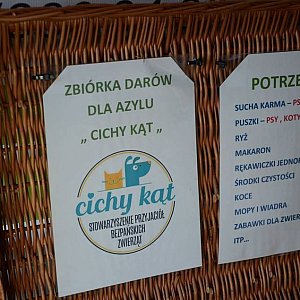 ZBIÓRKA DARÓW
DLA AZYLU
„ CICHY KĄT „
cichy kąt
STOWARZYSZENIE PRZYJACIÓŁ
BEZPAŃSKICH
ZWIERZĄT
POTRZE
SUCHA KARMA – PS
PUSZKI – PSY , KOTY
RYŻ
MAKARON
RĘKAWICZKI JEDNOR
ŚRODKI CZYSTOŚCI
KOCE
MOPY I WIADRA
ZABAWKI DLA ZWIER
ITP...